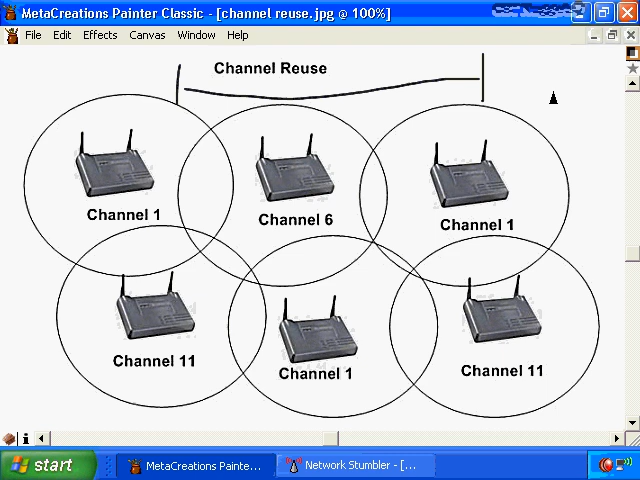 MetaCreations Painter Classic - [channel reuse.jpg @ 100%]
File Edit Effects Canvas Window Help
Channel Reuse
Channel 1
Channel 6
Channel 1
Channel 11
Channel 1
Channel 11
start
MetaCreations Painte...
Network Stumbler - [...